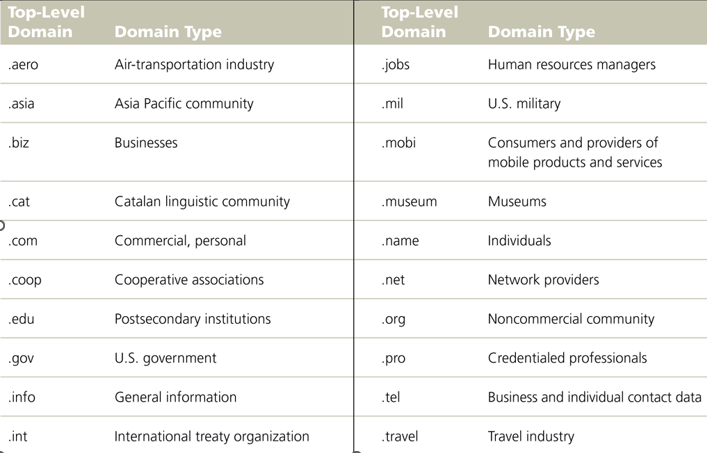 Top-Level
Domain Domain Type
.aero Air-transportation industry
.asia Asia Pacific community
.biz Businesses
.cat Catalan linguistic community
.com Commercial, personal
.coop Cooperative associations
.edu Postsecondary institutions
.gov U.S. government
.info General information
.int International treaty organization
Top-Level
Domain Domain Type
.jobs Human resources managers
.mil U.S. military
.mobi Consumers and providers of
mobile products and services
.museum Museums
.name Individuals
.net Network providers
.org Noncommercial community
.pro Credentialed professionals
.tel Business and individual contact data
.travel Travel industry